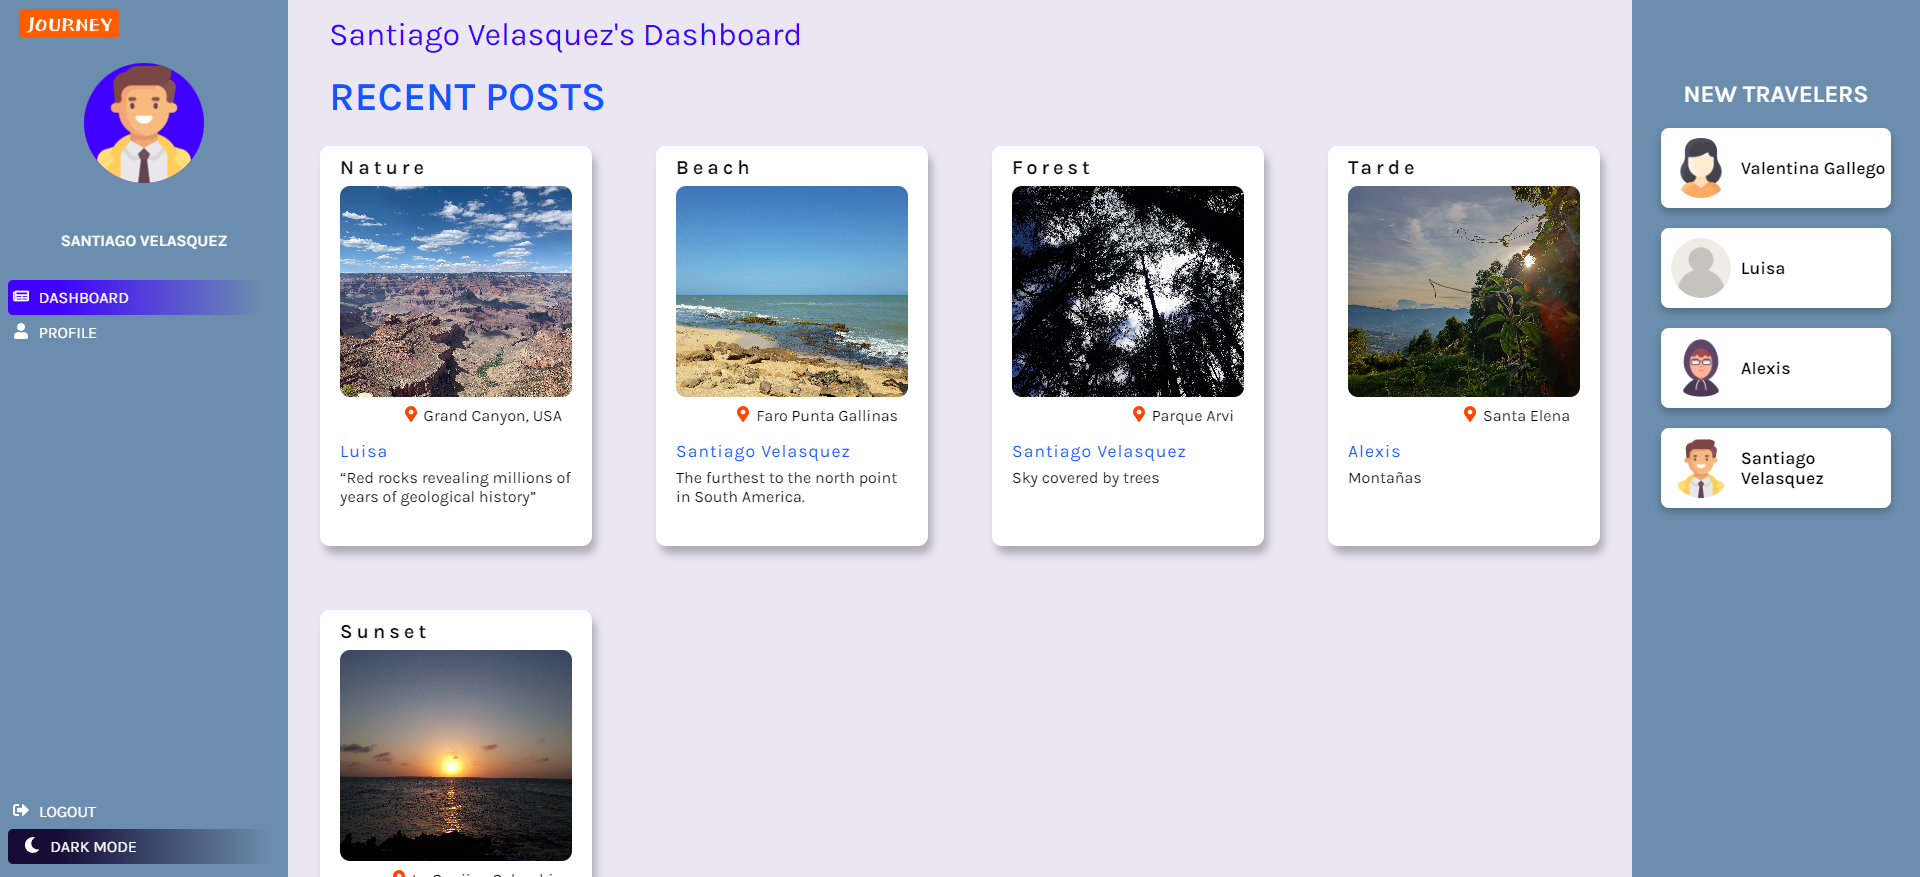 JOURNEY
SANTIAGO VELASQUEZ
DASHBOARD
PROFILE
LOGOUT
DARK MODE
Santiago Velasquez's Dashboard
RECENT POSTS
Nature
Grand Canyon, USA
Luisa
“Red rocks revealing millions of
years of geological history”
Beach
Faro Punta Gallinas
Santiago Velasquez
The furthest to the north point
in South America.
Forest
Parque Arvi
Santiago Velasquez
Sky covered by trees
Tarde
Santa Elena
Alexis
Montañas
Sunset
NEW TRAVELERS
Valentina Gallego
Luisa
Alexis
Santiago
Velasquez